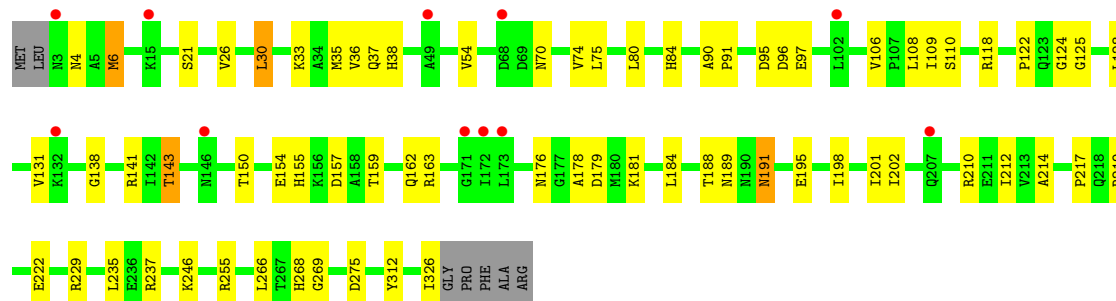 MET LEU N3 N4 A5 M6 K15 S21 V26 L30 K33 A34 M35 V36 Q37 H38 A49 V54 D68 D69 N70 V74 L75 L80 H84 A90 P91 D95 D96 E97 L102 V106 P107 L108 I109 S110 R118 P122 Q123 G124 G125
V131 K132 G138 R141 I142 T143 N146 T150 E154 H155 K156 D157 A158 T159 Q162 R163 G171 I172 L173 N176 G177 A178 D179 M180 K181 L184 T188 N189 N190 N191 E195 I198 I201 I202 Q207 R210 E211 I212 V213 A214 P217 Q218
E222 R229 L235 E236 R237 K246 R255 L266 T267 H268 G269 D275 Y312 I326 GLY PRO PHE ALA ARG